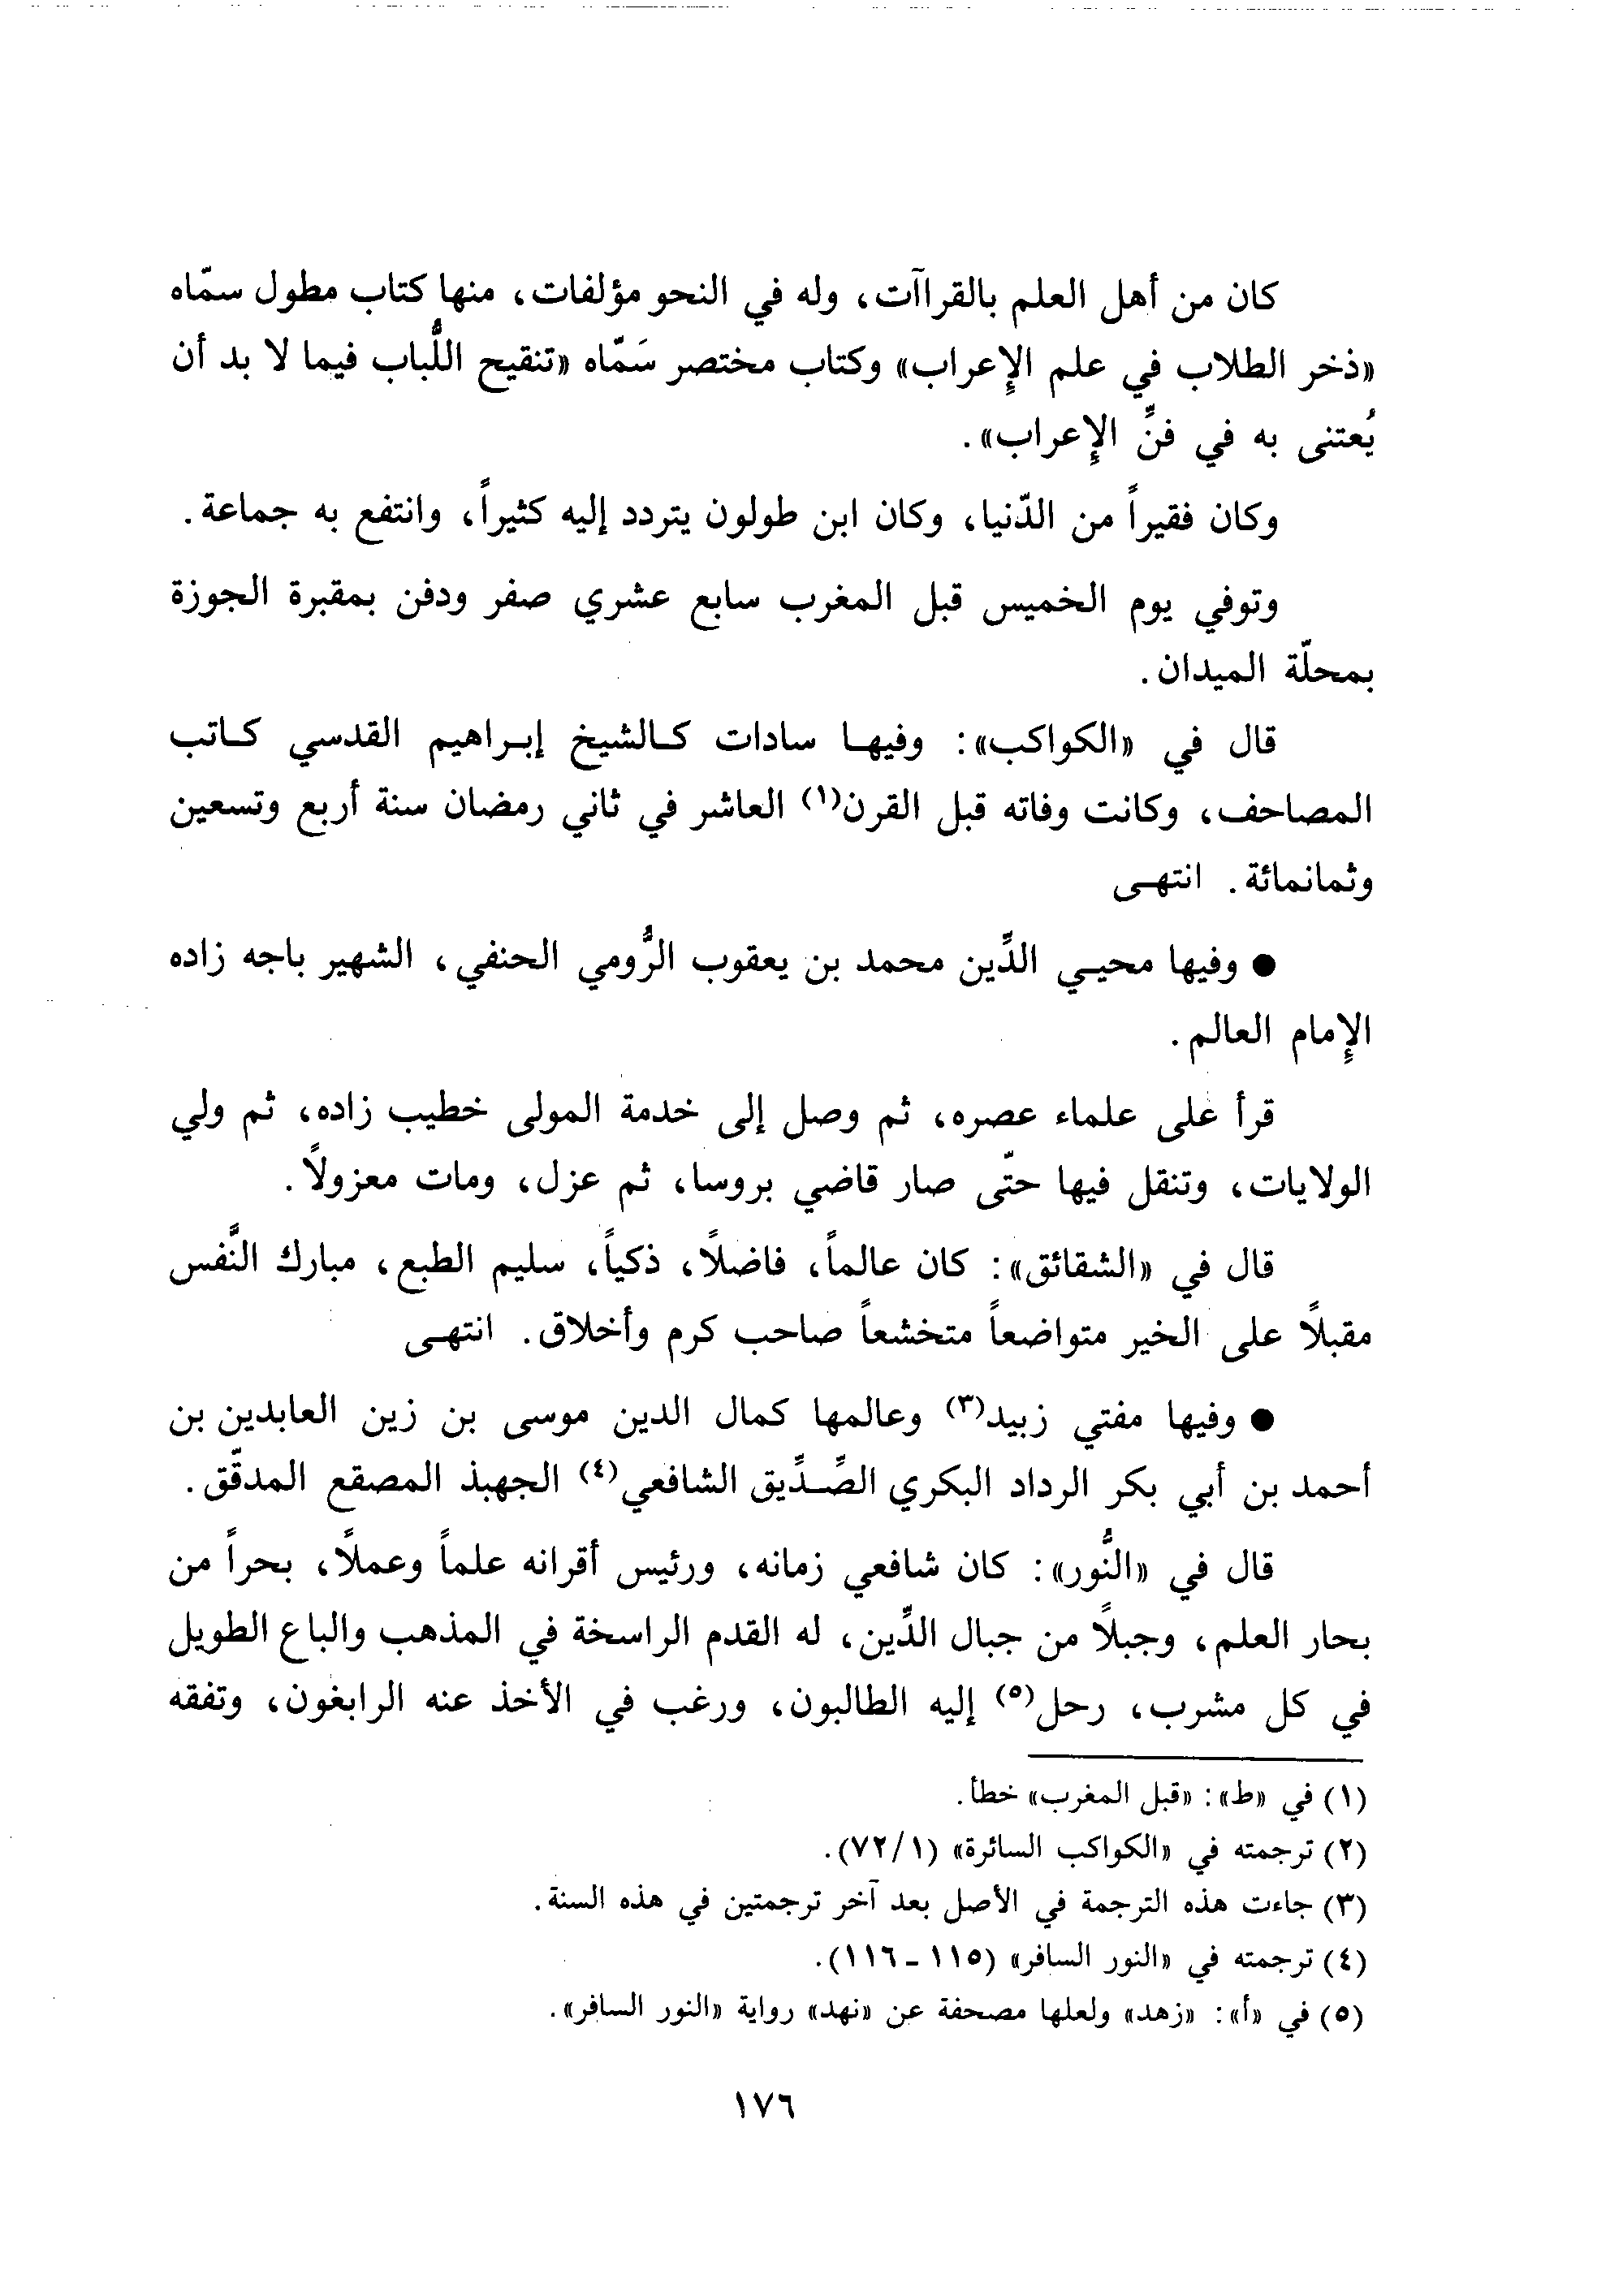 كان من أهل العلم بالقراآت، وله في النحو مؤلفات، منها كتاب مطول سمّاه
«ذخر الطلاب في علم الإِعراب» وكتاب مختصر سَمّاه «تنقيح اللُّباب فيما لا بد أن
يُعتنى به في فنِّ الإِعراب».
وكان فقيراً من الدّنيا، وكان ابن طولون يتردد إليه كثيراً، وانتفع به جماعة.
وتوفي يوم الخميس قبل المغرب سابع عشري صفر ودفن بمقبرة الجوزة
بمحلّة الميدان.
قال في «الكواكب»: وفيها سادات كالشيخ إبراهيم القدسي كاتب
المصاحف، وكانت وفاته قبل القرن(١) العاشر في ثاني رمضان سنة أربع وتسعين
وثمانمائة. انتهى
● وفيها محيي الدِّين محمد بن يعقوب الرُّومي الحنفي، الشهير باجه زاده
الإِمام العالم.
قرأ على علماء عصره، ثم وصل إلى خدمة المولى خطيب زاده، ثم ولي
الولايات، وتنقل فيها حتّى صار قاضي بروسا، ثم عزل، ومات معزولاً.
قال في «الشقائق»: كان عالماً، فاضلاً، ذكياً، سليم الطبع، مبارك النَّفس
مقبلاً على الخير متواضعاً متخشعاً صاحب كرم وأخلاق. انتهى
● وفيها مفتي زبيد(٣) وعالمها كمال الدين موسى بن زين العابدين بن
أحمد بن أبي بكر الرداد البكري الصِّدِّيق الشافعي(٤) الجهبذ المصقع المدقّق.
قال في «النُّور»: كان شافعي زمانه، ورئيس أقرانه علماً وعملاً، بحراً من
بحار العلم، وجبلاً من جبال الدِّين، له القدم الراسخة في المذهب والباع الطويل
في كل مشرب، رحل(٥) إليه الطالبون، ورغب في الأخذ عنه الرابغون، وتفقه
(١) في «ط»: «قبل المغرب» خطأ.
(٢) ترجمته في «الكواكب السائرة» (٧٢/١).
(٣) جاءت هذه الترجمة في الأصل بعد آخر ترجمتين في هذه السنة.
(٤) ترجمته في «النور السافر» (١١٥ - ١١٦).
(٥) في «أ»: «زهد» ولعلها مصحفة عن «نهد» رواية «النور السافر».
١٧٦